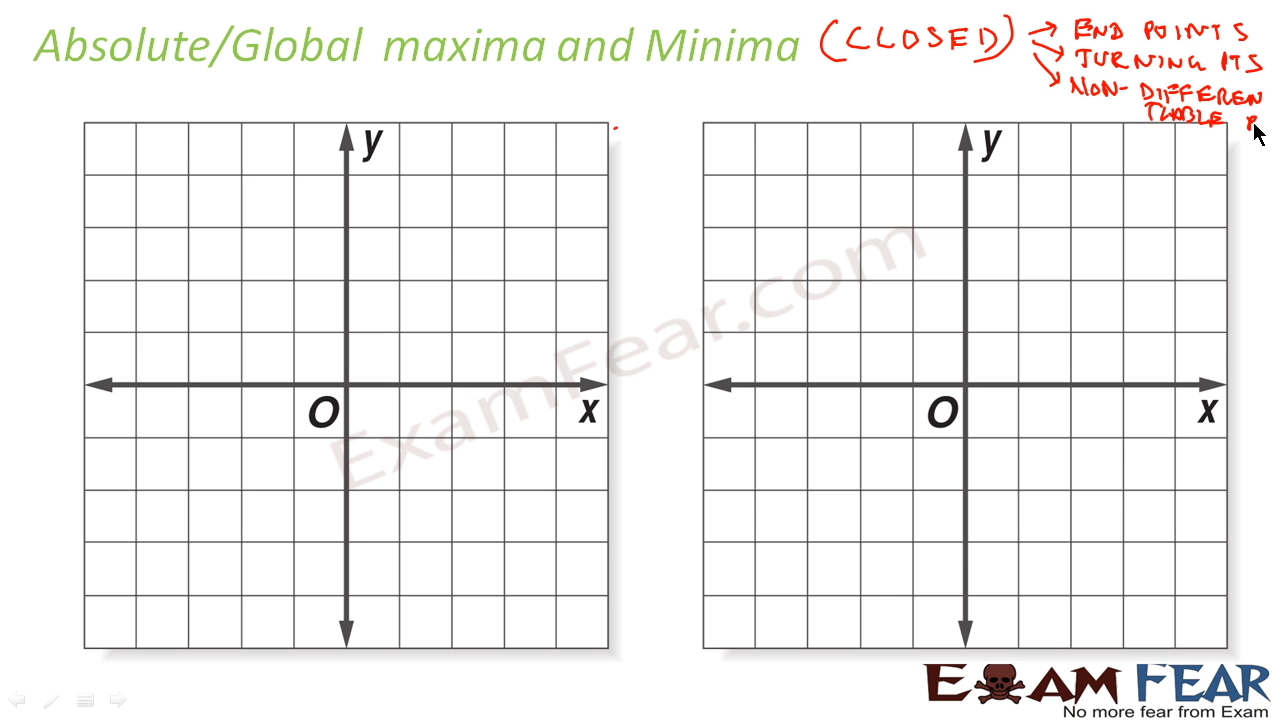 Absolute/Global maxima and Minima (CLOSED) → END POINTS
→ TURNING PTS
→ NON-DIFFEREN
TIABLE P
y
y
ExamFear.com
O
x
O
x
EXAM FEAR
No more fear from Exam